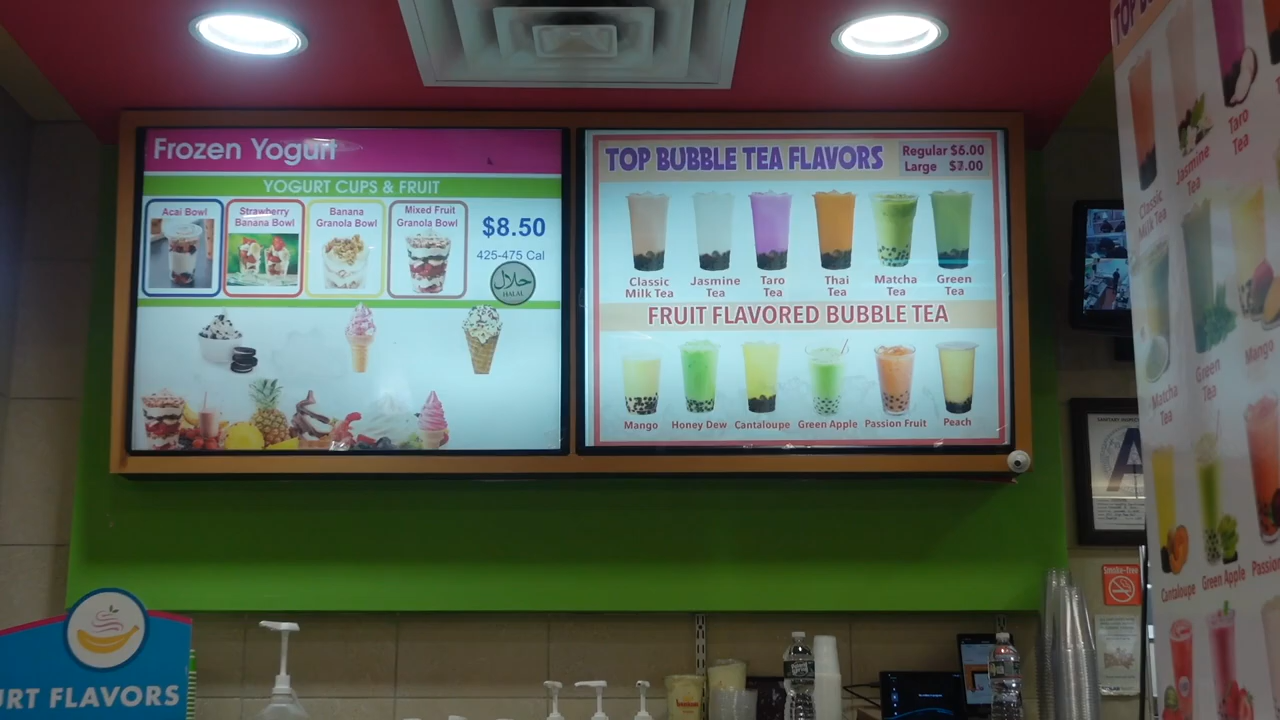 Frozen Yogurt
YOGURT CUPS & FRUIT
Acai Bowl
Strawberry
Banana Bowl
Banana
Granola Bowl
Mixed Fruit
Granola Bowl
$8.50
425-475 Cal
حلال
HALAL
TOP BUBBLE TEA FLAVORS
Regular $6.00
Large $7.00
Classic
Milk Tea
Jasmine
Tea
Taro
Tea
Thai
Tea
Matcha
Tea
Green
Tea
FRUIT FLAVORED BUBBLE TEA
Mango
Honey Dew
Cantaloupe
Green Apple
Passion Fruit
Peach
TOP B
Classic
Milk Tea
Jasmine
Tea
Taro
Tea
Matcha
Tea
Green
Tea
Mango
Cantaloupe
Green Apple
Passio
A
Smoke-Free
URT FLAVORS